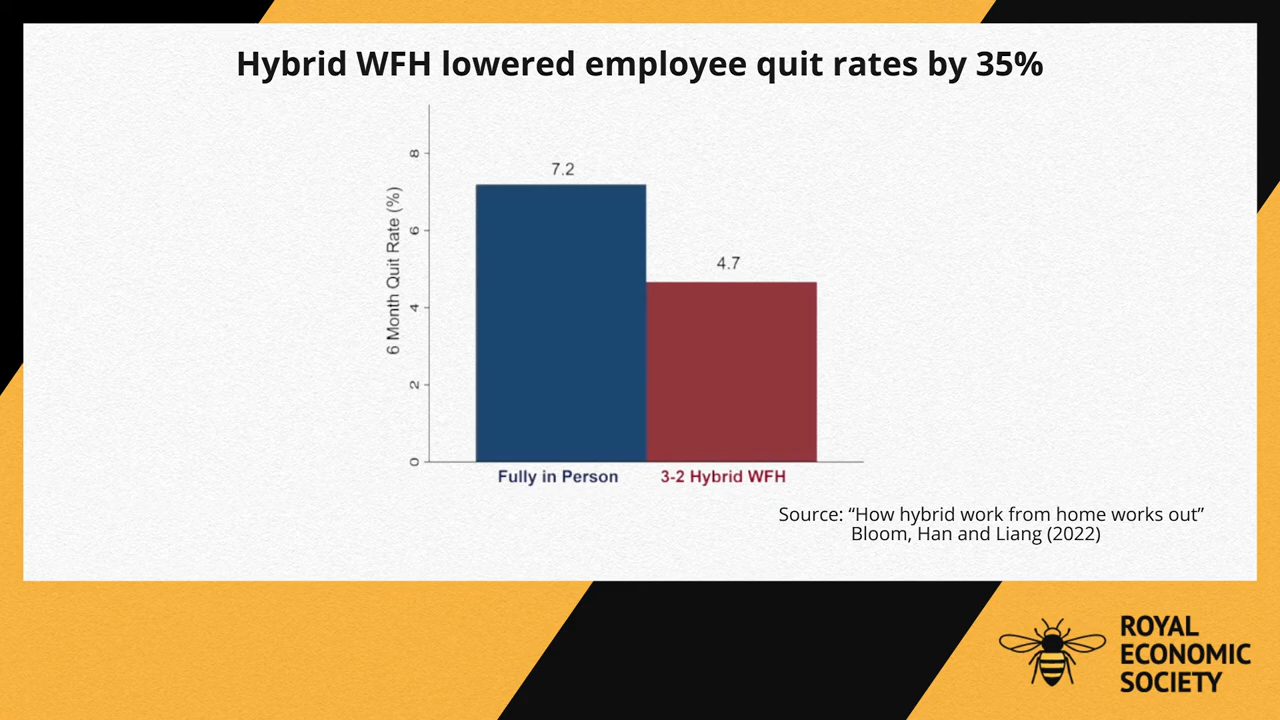 Hybrid WFH lowered employee quit rates by 35%
6 Month Quit Rate (%)
8
6
4
2
0
7.2
4.7
Fully in Person
3-2 Hybrid WFH
Source: “How hybrid work from home works out”
Bloom, Han and Liang (2022)
ROYAL
ECONOMIC
SOCIETY